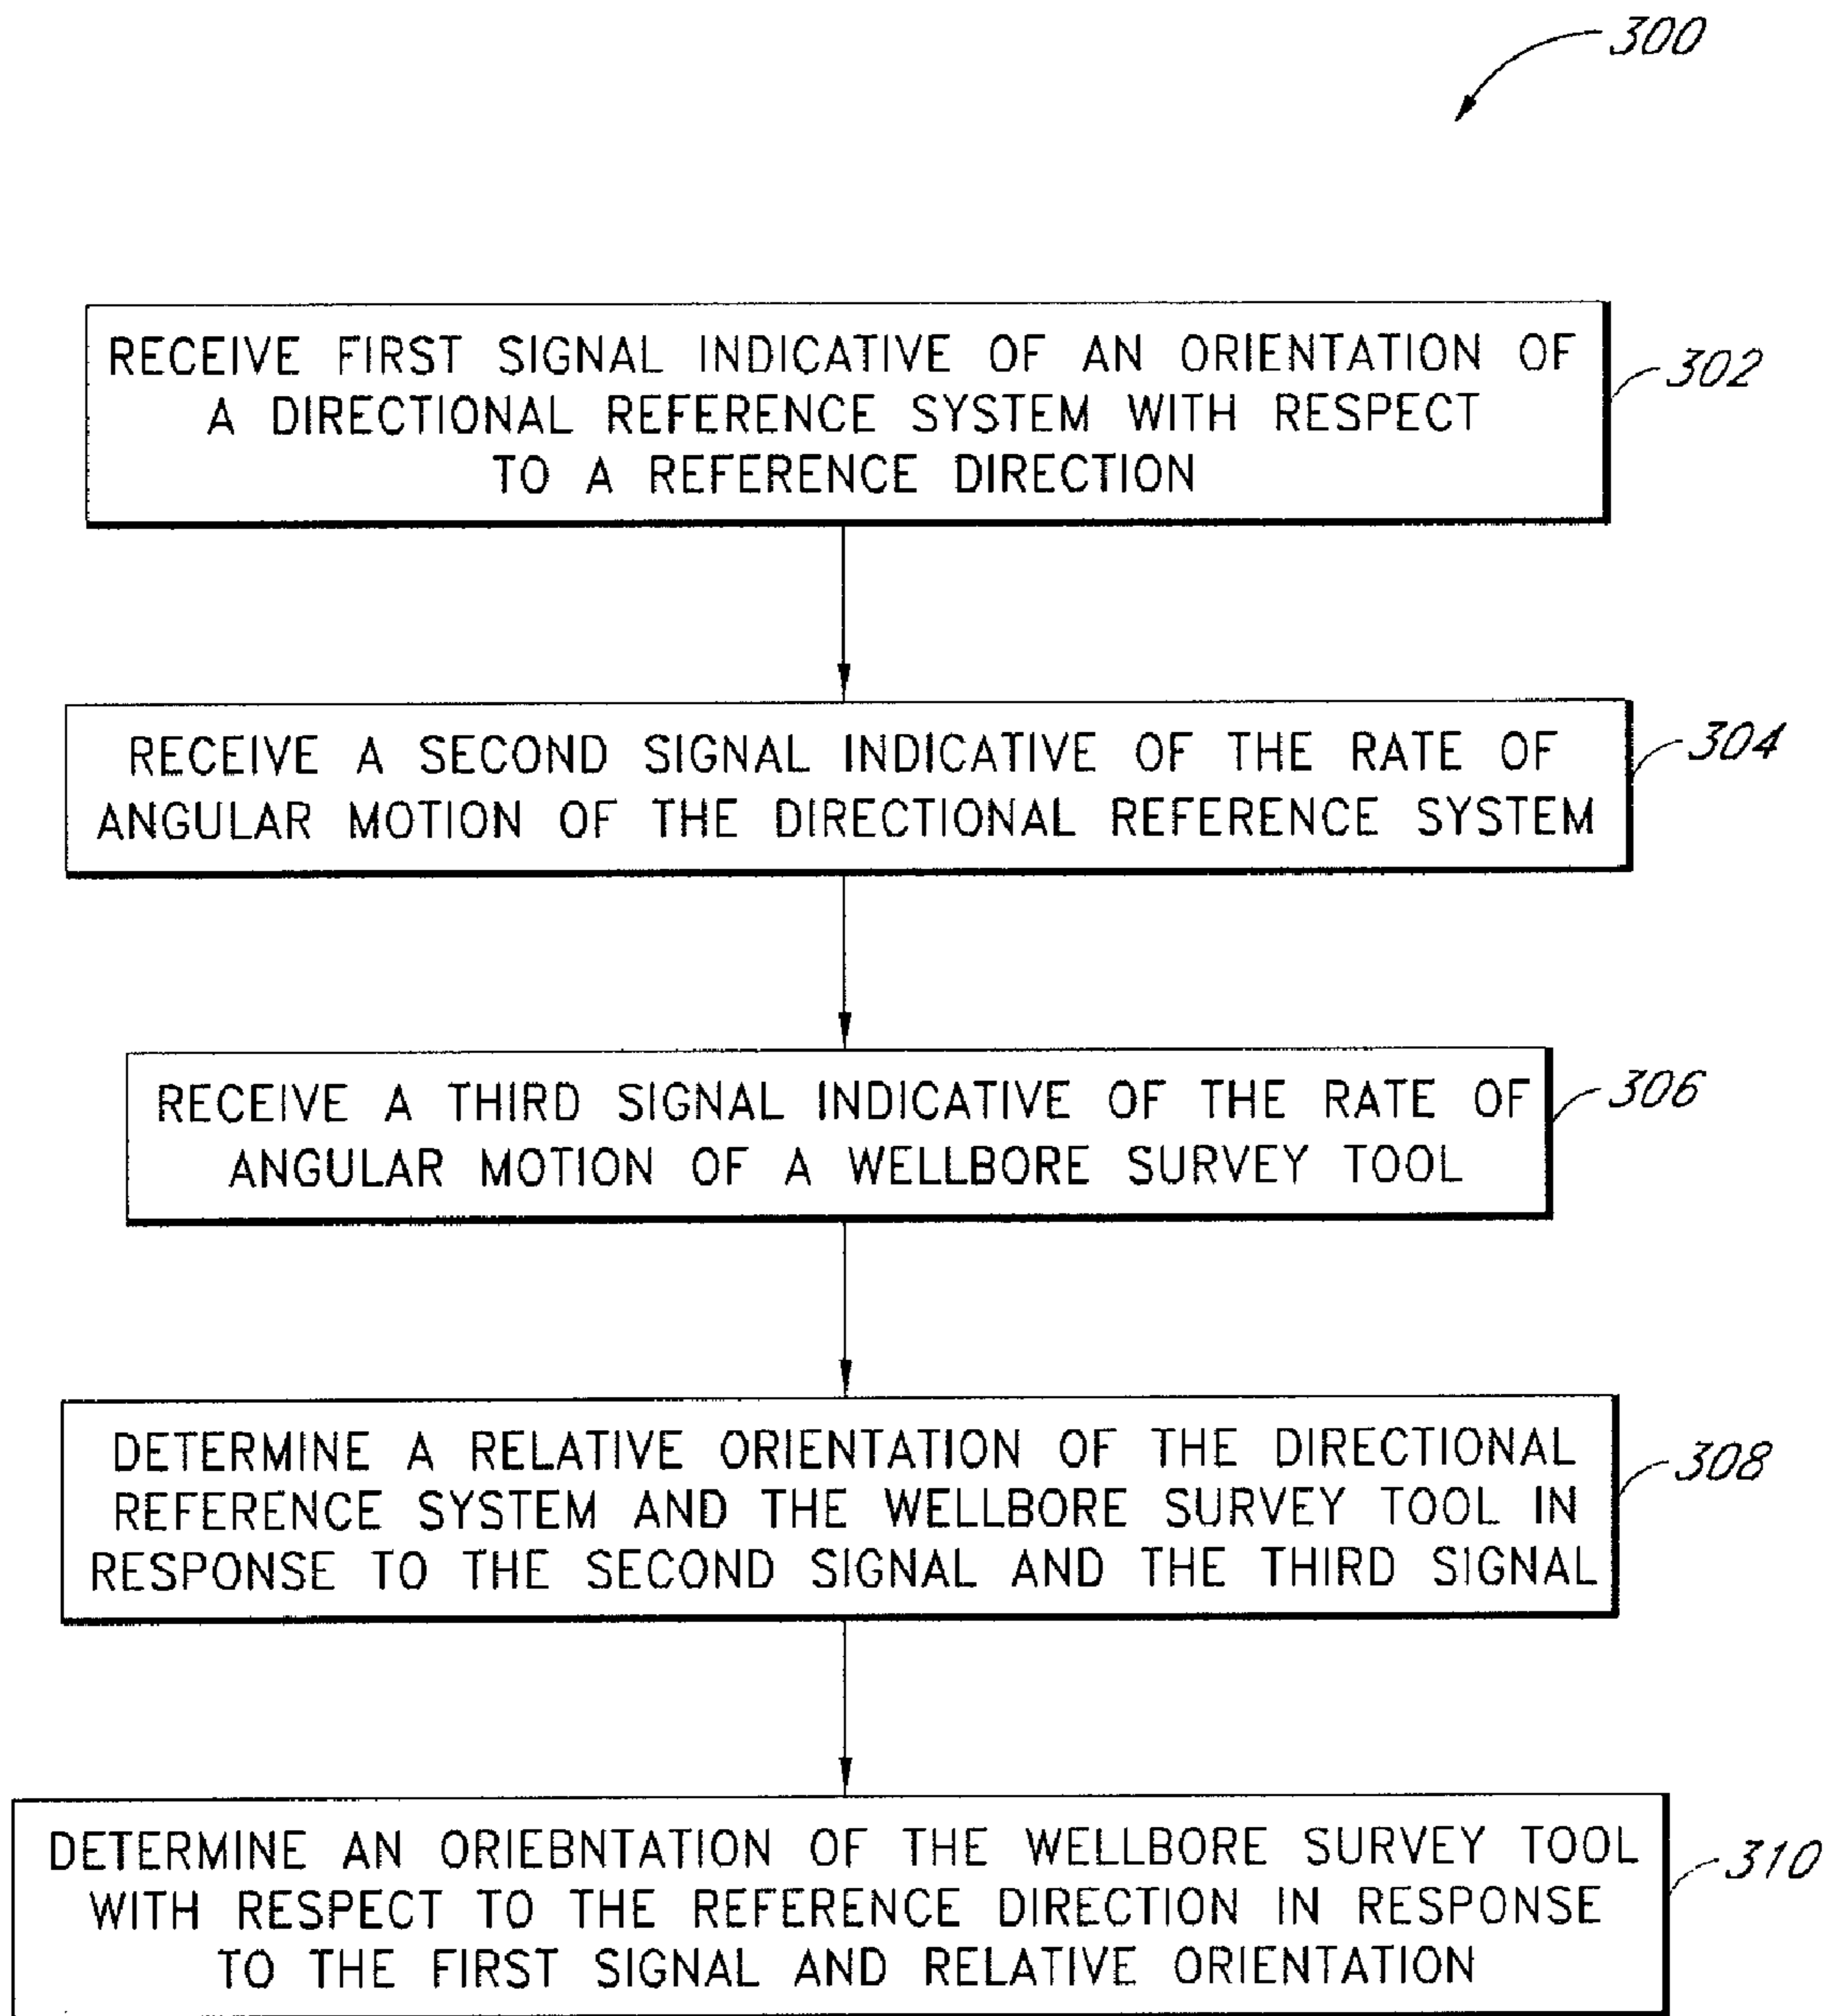 300
RECEIVE FIRST SIGNAL INDICATIVE OF AN ORIENTATION OF
A DIRECTIONAL REFERENCE SYSTEM WITH RESPECT
TO A REFERENCE DIRECTION
302
RECEIVE A SECOND SIGNAL INDICATIVE OF THE RATE OF
ANGULAR MOTION OF THE DIRECTIONAL REFERENCE SYSTEM
304
RECEIVE A THIRD SIGNAL INDICATIVE OF THE RATE OF
ANGULAR MOTION OF A WELLBORE SURVEY TOOL
306
DETERMINE A RELATIVE ORIENTATION OF THE DIRECTIONAL
REFERENCE SYSTEM AND THE WELLBORE SURVEY TOOL IN
RESPONSE TO THE SECOND SIGNAL AND THE THIRD SIGNAL
308
DETERMINE AN ORIEBNTATION OF THE WELLBORE SURVEY TOOL
WITH RESPECT TO THE REFERENCE DIRECTION IN RESPONSE
TO THE FIRST SIGNAL AND RELATIVE ORIENTATION
310